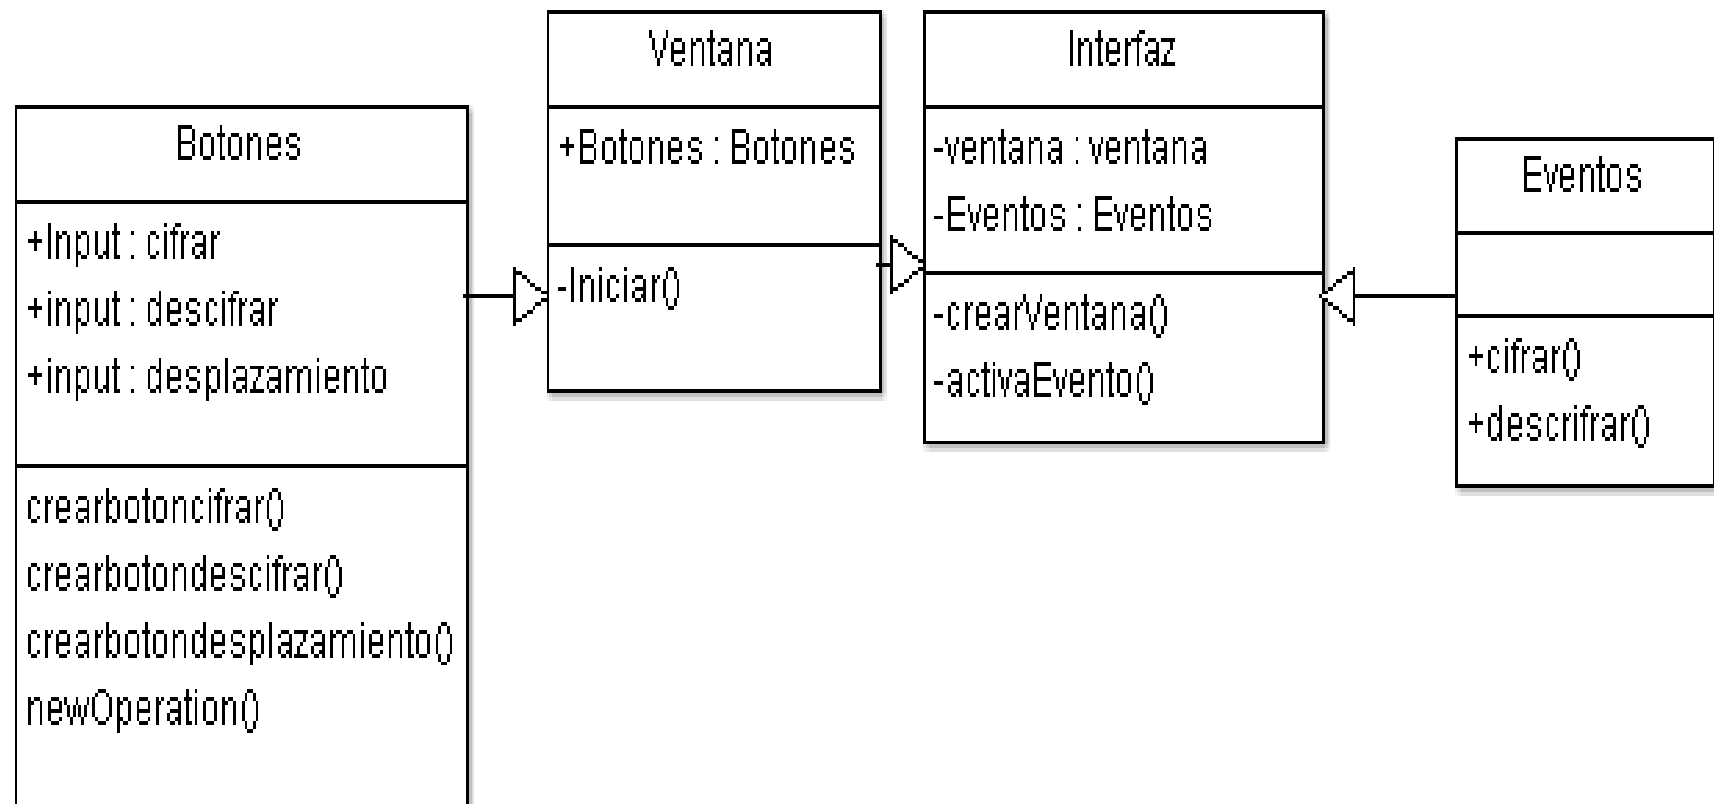 Botones
+Input : cifrar
+input : descifrar
+input : desplazamiento
crearbotoncifrar()
crearbotondescifrar()
crearbotondesplazamiento()
newOperation()
Ventana
+Botones : Botones
-Iniciar()
Interfaz
-ventana : ventana
-Eventos : Eventos
-crearVentana()
-activaEvento()
Eventos
+cifrar()
+descrifrar()